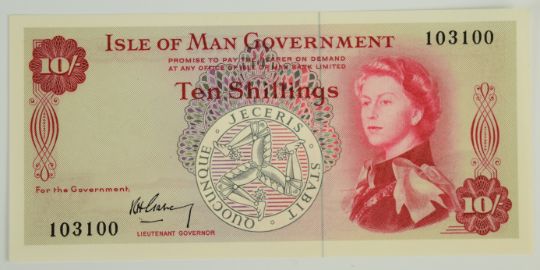 ISLE OF MAN GOVERNMENT
103100
10/-
PROMISE TO PAY THE BEARER ON DEMAND
AT ANY OFFICE OF ISLE OF MAN BANK LIMITED
Ten Shillings
QUOCUNQUE · JECERIS · STABIT
For the Government,
103100
LIEUTENANT GOVERNOR
10/-